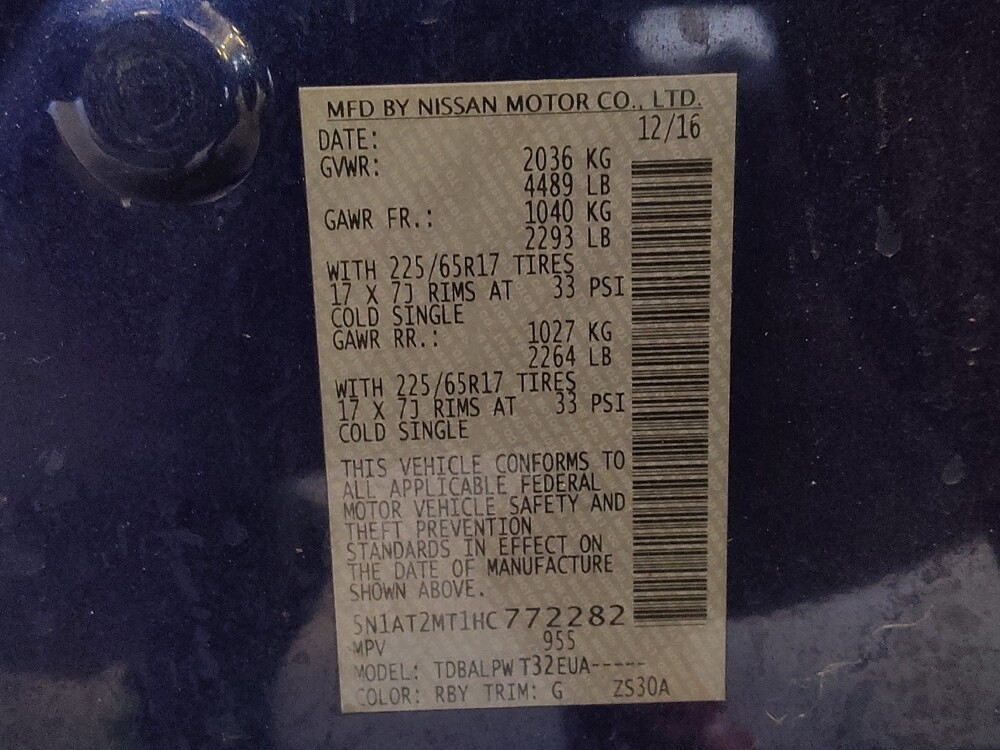 MFD BY NISSAN MOTOR CO., LTD.
DATE: 12/16
GVWR: 2036 KG
4489 LB
GAWR FR.: 1040 KG
2293 LB
WITH 225/65R17 TIRES
17 X 7J RIMS AT 33 PSI
COLD SINGLE
GAWR RR.: 1027 KG
2264 LB
WITH 225/65R17 TIRES
17 X 7J RIMS AT 33 PSI
COLD SINGLE
THIS VEHICLE CONFORMS TO
ALL APPLICABLE FEDERAL
MOTOR VEHICLE SAFETY AND
THEFT PREVENTION
STANDARDS IN EFFECT ON
THE DATE OF MANUFACTURE
SHOWN ABOVE.
5N1AT2MT1HC772282
MPV 955
MODEL: TDBALPWT32EUA-----
COLOR: RBY TRIM: G ZS30A